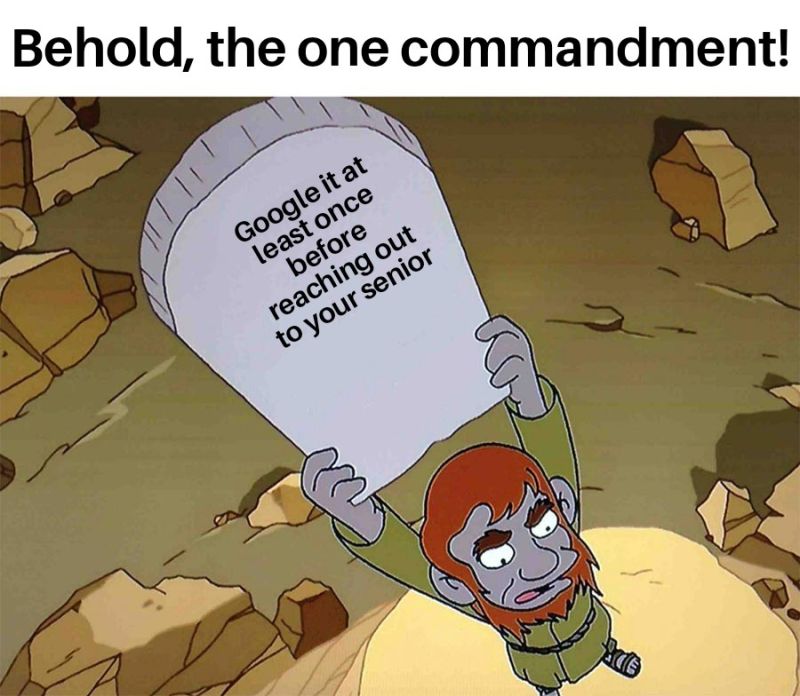 Behold, the one commandment!
Google it at
least once
before
reaching out
to your senior